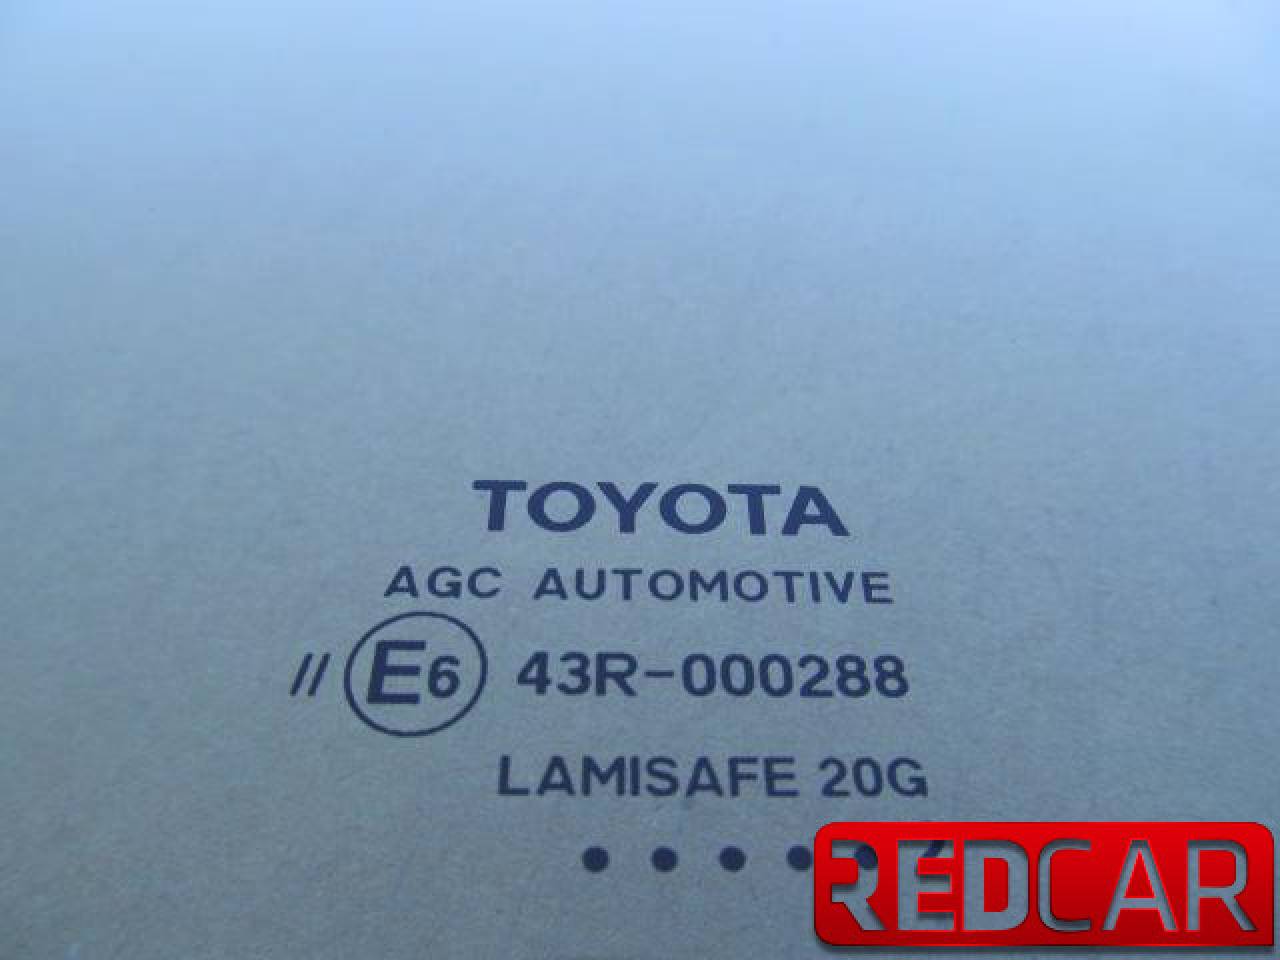 TOYOTA
AGC AUTOMOTIVE
// E6 43R-000288
LAMISAFE 20G
REDCAR